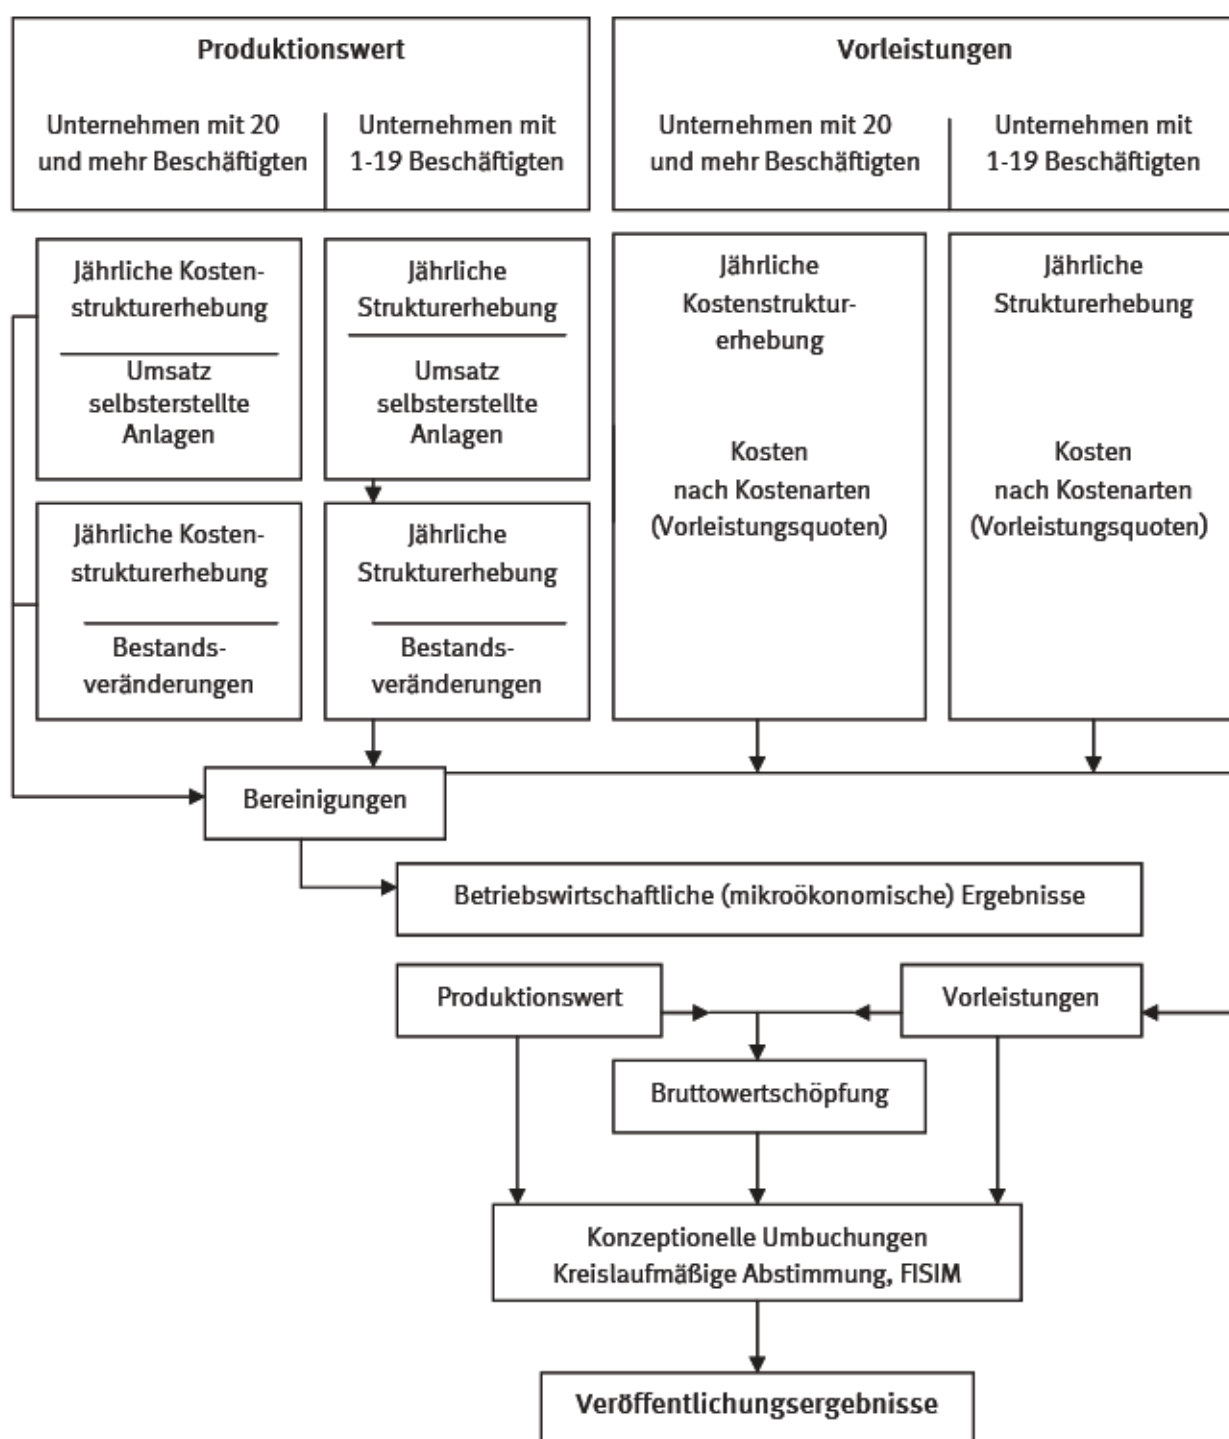 Produktionswert
Unternehmen mit 20
und mehr Beschäftigten
Unternehmen mit
1-19 Beschäftigten
Vorleistungen
Unternehmen mit 20
und mehr Beschäftigten
Unternehmen mit
1-19 Beschäftigten
Jährliche Kosten-
strukturerhebung
Umsatz
selbsterstellte
Anlagen
Jährliche
Strukturerhebung
Umsatz
selbsterstellte
Anlagen
Jährliche
Kostenstruktur-
erhebung
Kosten
nach Kostenarten
(Vorleistungsquoten)
Jährliche
Strukturerhebung
Kosten
nach Kostenarten
(Vorleistungsquoten)
Jährliche Kosten-
strukturerhebung
Bestands-
veränderungen
Jährliche
Strukturerhebung
Bestands-
veränderungen
Bereinigungen
Betriebswirtschaftliche (mikroökonomische) Ergebnisse
Produktionswert
Vorleistungen
Bruttowertschöpfung
Konzeptionelle Umbuchungen
Kreislaufmäßige Abstimmung, FISIM
Veröffentlichungsergebnisse